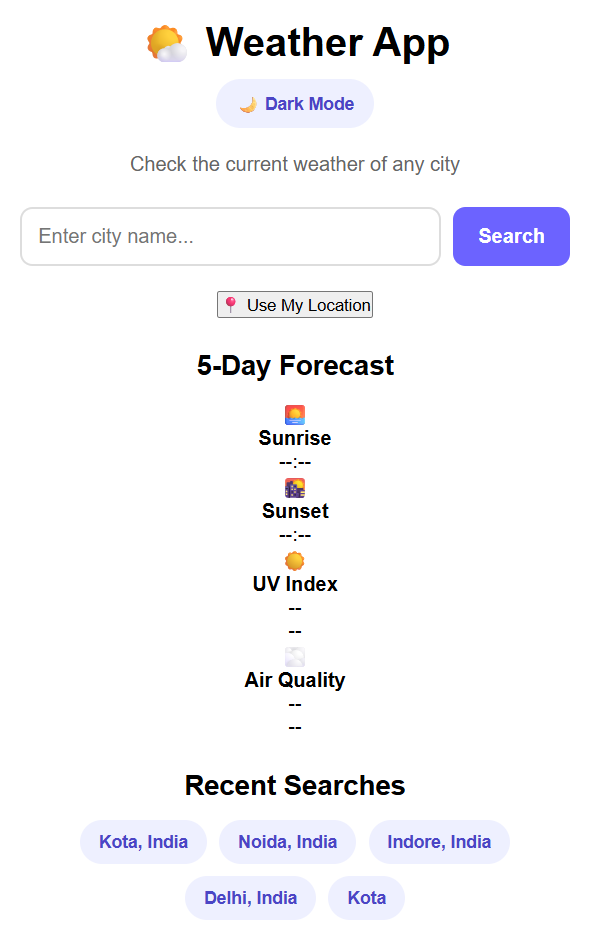 Weather App
Dark Mode
Check the current weather of any city
Enter city name...
Search
Use My Location
5-Day Forecast
Sunrise
--:--
Sunset
--:--
UV Index
--
--
Air Quality
--
--
Recent Searches
Kota, India
Noida, India
Indore, India
Delhi, India
Kota